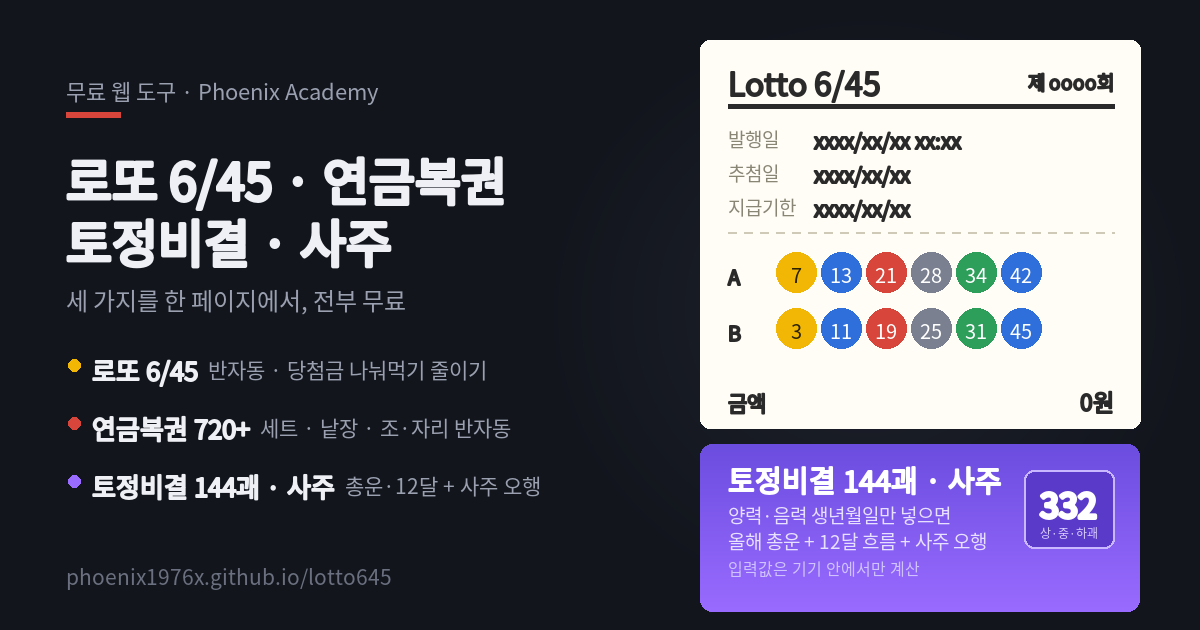 무료 웹 도구 · Phoenix Academy
로또 6/45 · 연금복권
토정비결 · 사주
세 가지를 한 페이지에서, 전부 무료
로또 6/45 반자동 · 당첨금 나눠먹기 줄이기
연금복권 720+ 세트 · 낱장 · 조·자리 반자동
토정비결 144괘 · 사주 총운·12달 + 사주 오행
phoenix1976x.github.io/lotto645
Lotto 6/45 제 oooo회
발행일 xxxx/xx/xx xx:xx
추첨일 xxxx/xx/xx
지급기한 xxxx/xx/xx
A 7 13 21 28 34 42
B 3 11 19 25 31 45
금액 0원
토정비결 144괘 · 사주
양력·음력 생년월일만 넣으면
올해 총운 + 12달 흐름 + 사주 오행
입력값은 기기 안에서만 계산
332
상·중·하괘